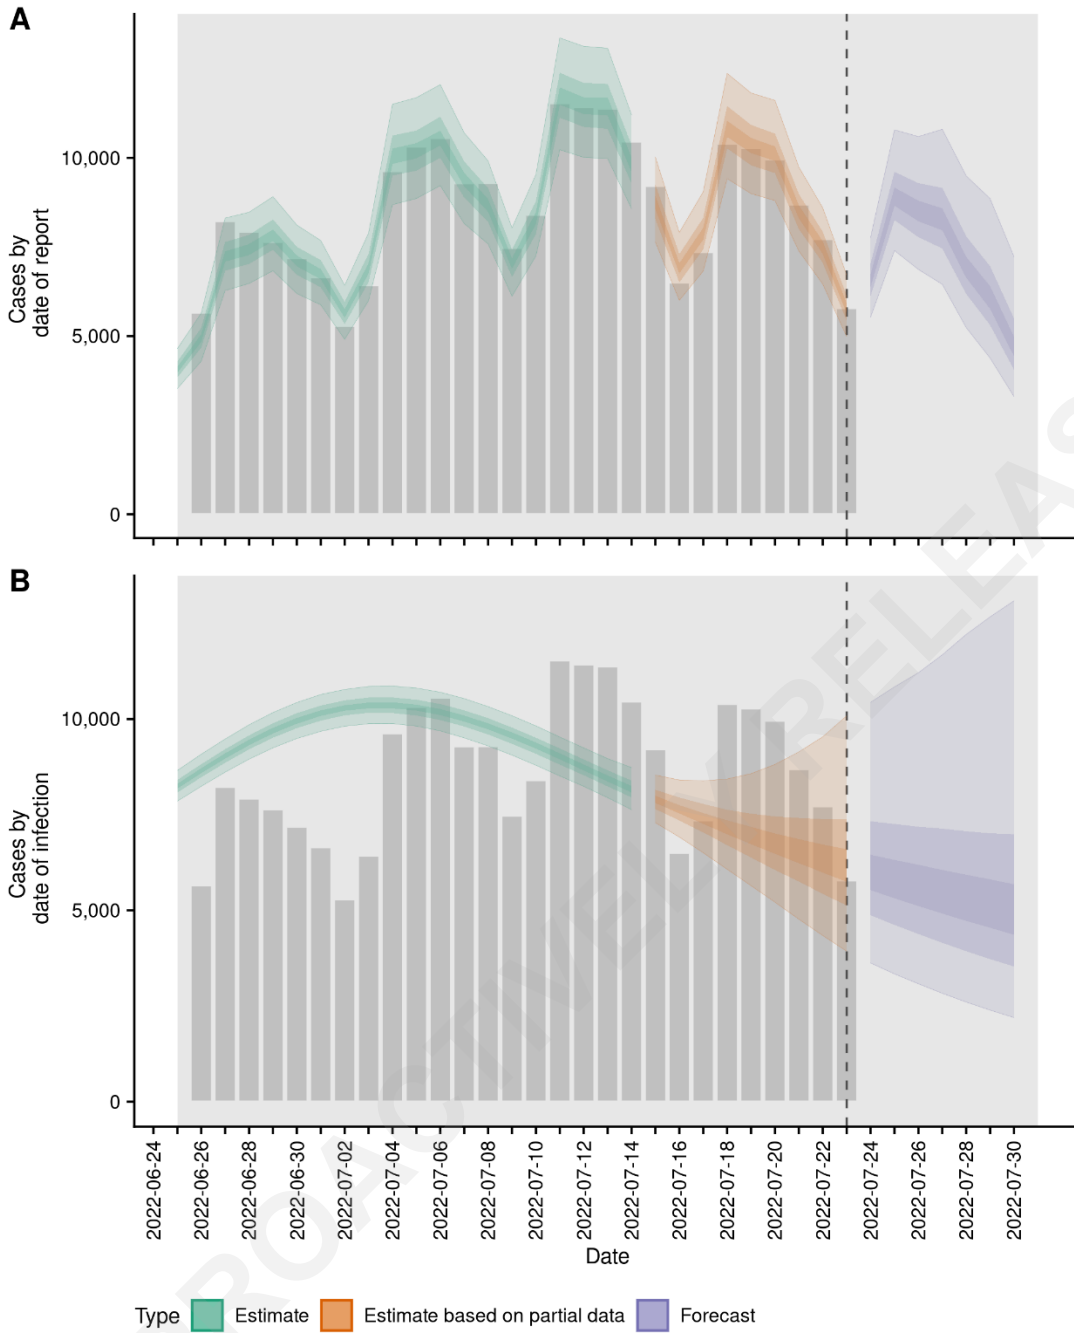 A
Cases by
date of report
10,000
5,000
0
B
Cases by
date of infection
10,000
5,000
0
2022-06-24
2022-06-26
2022-06-28
2022-06-30
2022-07-02
2022-07-04
2022-07-06
2022-07-08
2022-07-10
2022-07-12
2022-07-14
2022-07-16
2022-07-18
2022-07-20
2022-07-22
2022-07-24
2022-07-26
2022-07-28
2022-07-30
Date
Type Estimate Estimate based on partial data Forecast
ROACTIVELY RELEAS